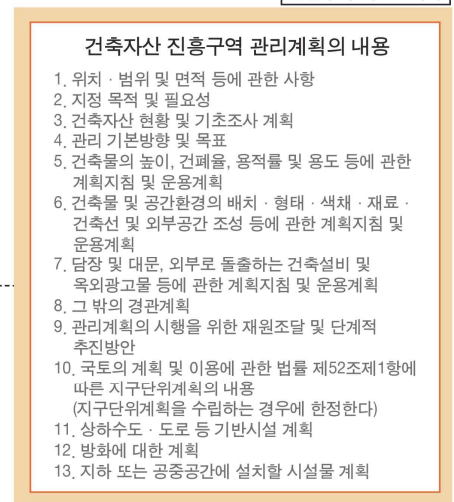 건축자산 진흥구역 관리계획의 내용
1. 위치 · 범위 및 면적 등에 관한 사항
2. 지정 목적 및 필요성
3. 건축자산 현황 및 기초조사 계획
4. 관리 기본방향 및 목표
5. 건축물의 높이, 건폐율, 용적률 및 용도 등에 관한
계획지침 및 운용계획
6. 건축물 및 공간환경의 배치 · 형태 · 색채 · 재료 ·
건축선 및 외부공간 조성 등에 관한 계획지침 및
운용계획
7. 담장 및 대문, 외부로 돌출하는 건축설비 및
옥외광고물 등에 관한 계획지침 및 운용계획
8. 그 밖의 경관계획
9. 관리계획의 시행을 위한 재원조달 및 단계적
추진방안
10. 국토의 계획 및 이용에 관한 법률 제52조제1항에
따른 지구단위계획의 내용
(지구단위계획을 수립하는 경우에 한정한다)
11. 상하수도 · 도로 등 기반시설 계획
12. 방화에 대한 계획
13. 지하 또는 공중공간에 설치할 시설물 계획